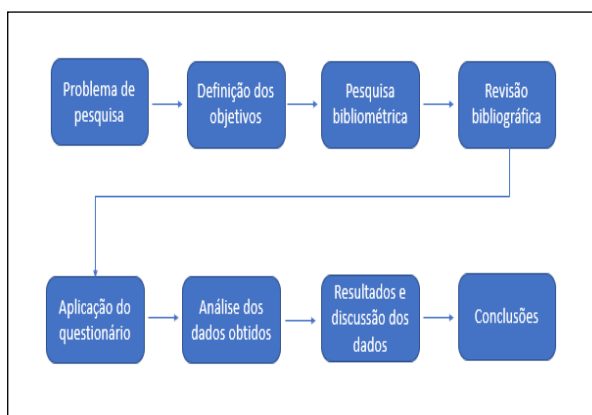 Problema de
pesquisa
Definição dos
objetivos
Pesquisa
bibliométrica
Revisão
bibliográfica
Aplicação do
questionário
Análise dos
dados obtidos
Resultados e
discussão dos
dados
Conclusões